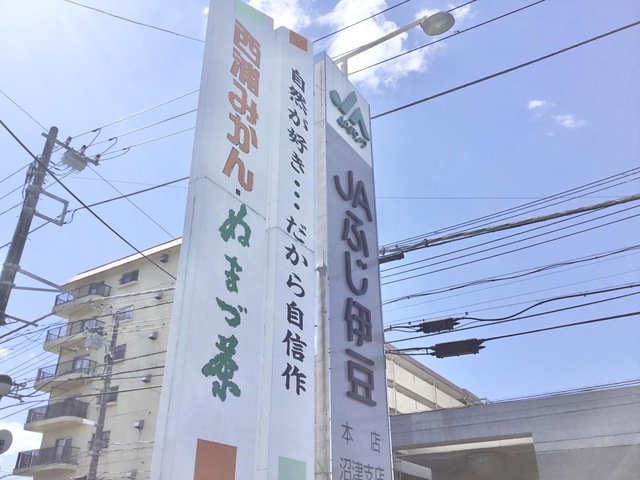 西浦みかん・ぬまづ茶
自然が好き…だから自信作
JA
JAふじ伊豆
本店
沼津支店